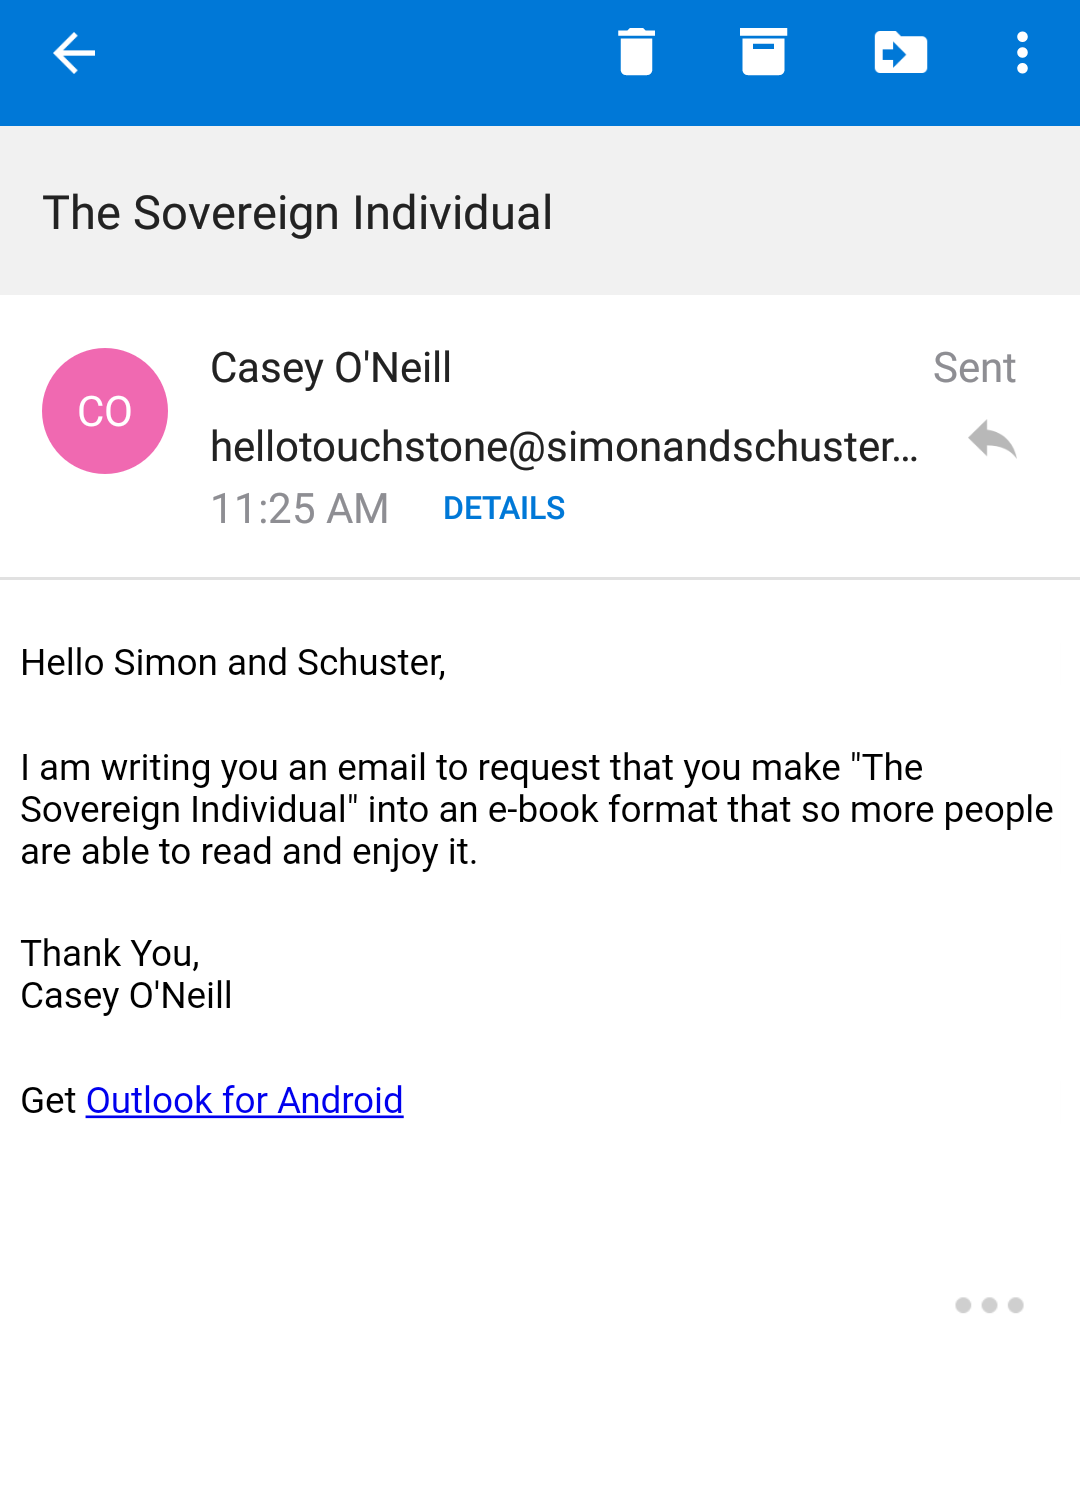 The Sovereign Individual
CO
Casey O'Neill
Sent
hellotouchstone@simonandschuster...
11:25 AM DETAILS
Hello Simon and Schuster,
I am writing you an email to request that you make "The
Sovereign Individual" into an e-book format that so more people
are able to read and enjoy it.
Thank You,
Casey O'Neill
Get Outlook for Android